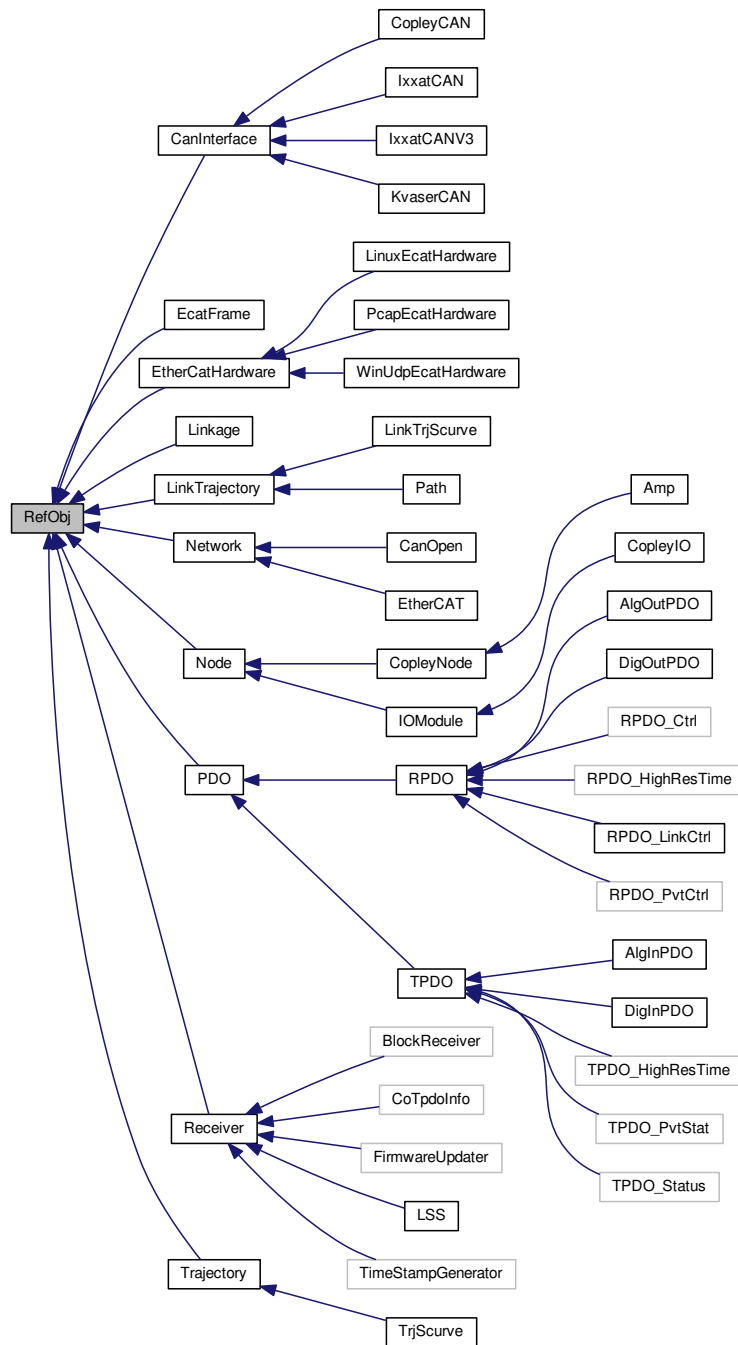 CopleyCAN
IxxatCAN
CanInterface
IxxatCANV3
KvaserCAN
LinuxEcatHardware
EcatFrame
PcapEcatHardware
EtherCatHardware
WinUdpEcatHardware
Linkage
LinkTrjScurve
LinkTrajectory
Path
Amp
RefObj
Network
CanOpen
CopleyIO
EtherCAT
AlgOutPDO
Node
CopleyNode
DigOutPDO
IOModule
RPDO_Ctrl
PDO
RPDO
RPDO_HighResTime
RPDO_LinkCtrl
RPDO_PvtCtrl
AlgInPDO
TPDO
DigInPDO
BlockReceiver
TPDO_HighResTime
CoTpdoInfo
Receiver
TPDO_PvtStat
FirmwareUpdater
TPDO_Status
LSS
Trajectory
TimeStampGenerator
TrjScurve